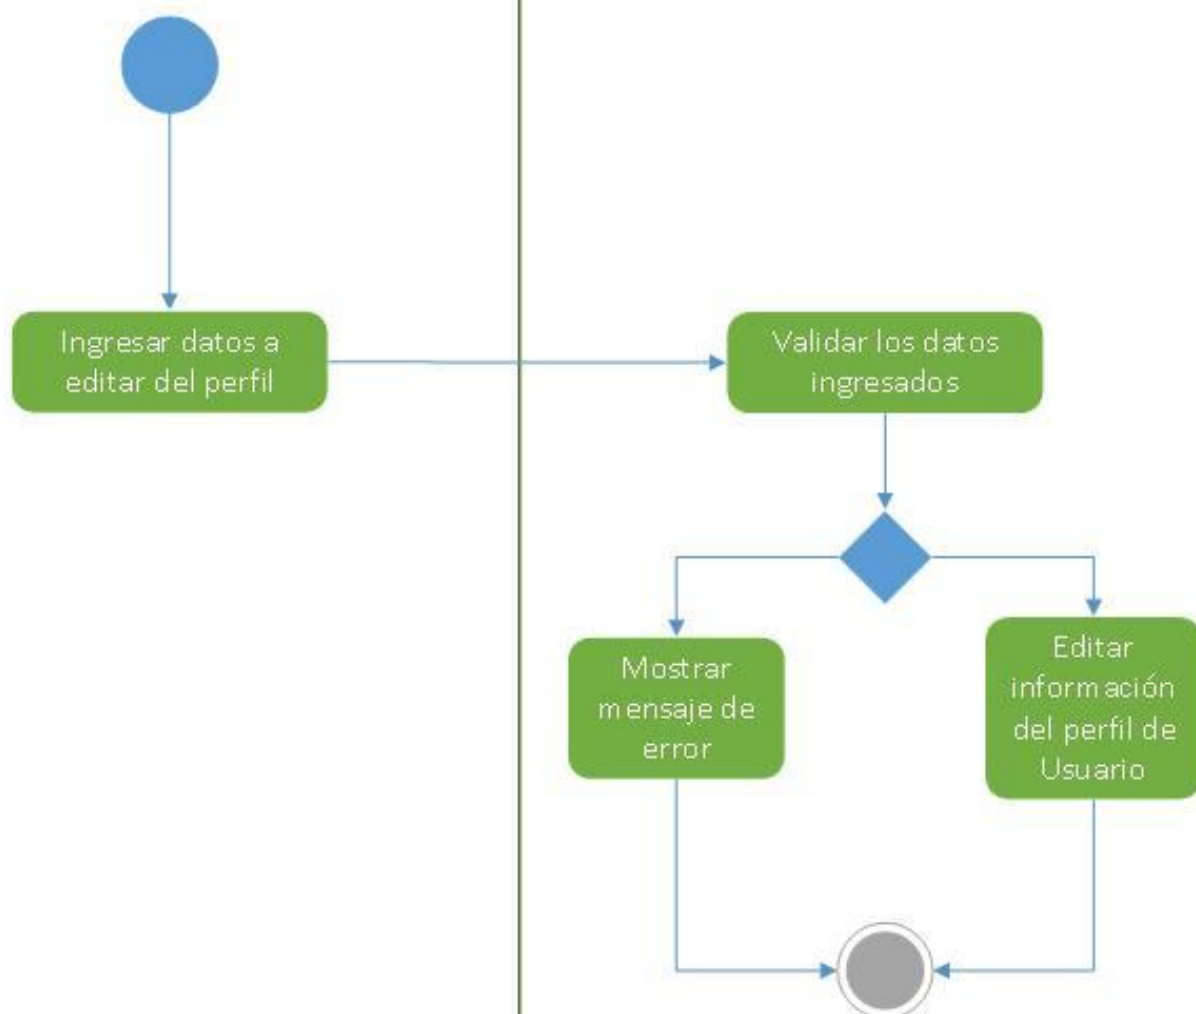 Ingresar datos a
editar del perfil
Validar los datos
ingresados
Mostrar
mensaje de
error
Editar
información
del perfil de
Usuario